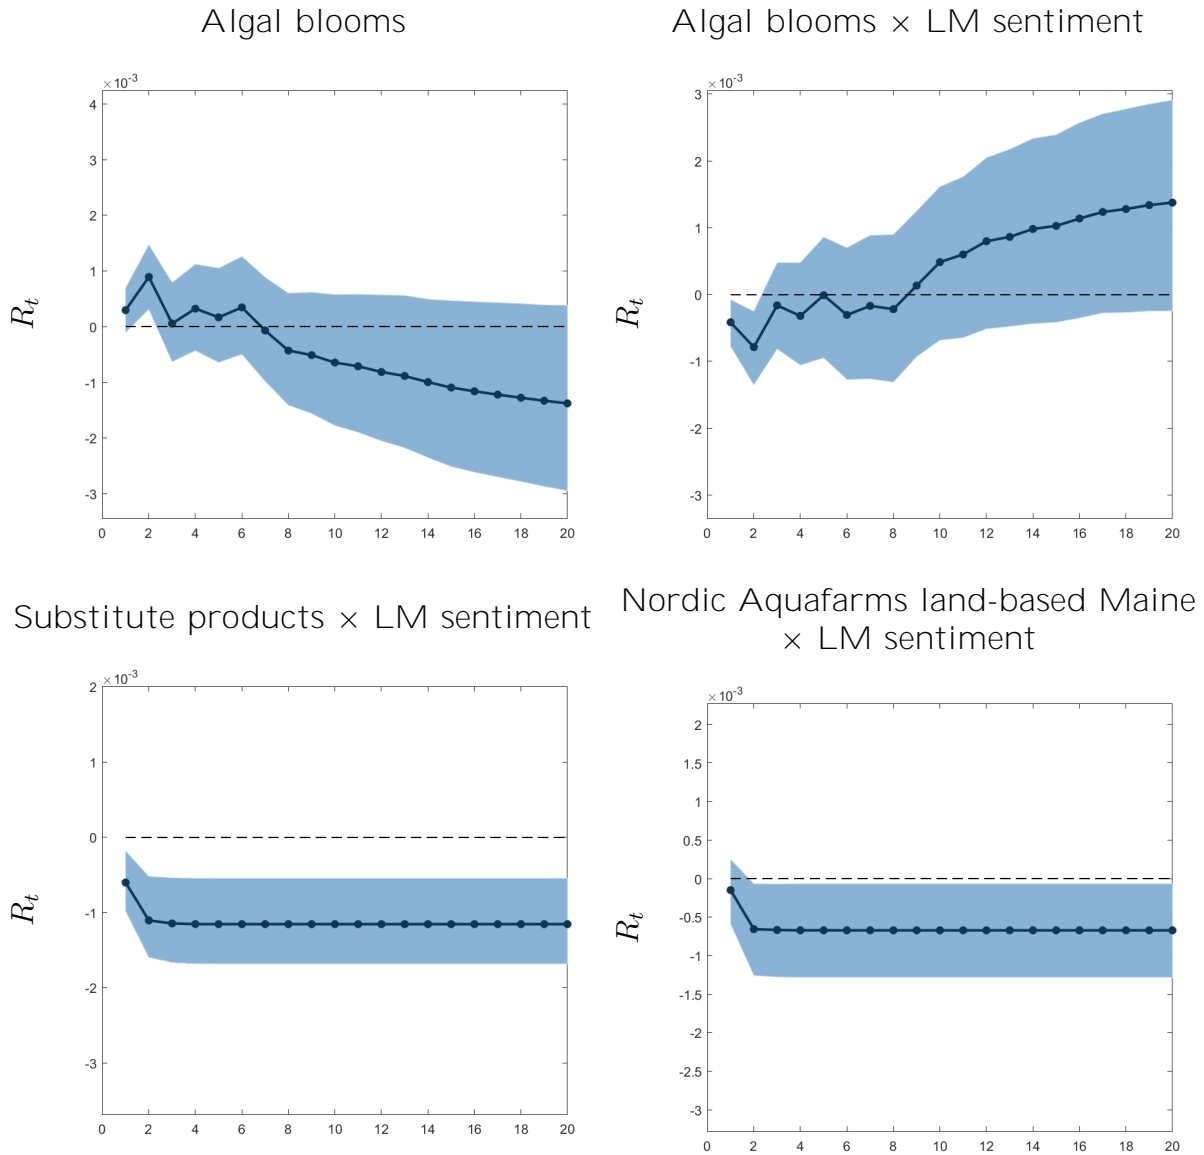 Algal blooms
×10-3
4
3
2
1
0
-1
-2
-3
Rt
0 2 4 6 8 10 12 14 16 18 20
Algal blooms × LM sentiment
×10-3
3
2
1
0
-1
-2
-3
Rt
0 2 4 6 8 10 12 14 16 18 20
Substitute products × LM sentiment
×10-3
2
1
0
-1
-2
-3
Rt
0 2 4 6 8 10 12 14 16 18 20
Nordic Aquafarms land-based Maine
× LM sentiment
×10-3
2
1.5
1
0.5
0
-0.5
-1
-1.5
-2
-2.5
-3
Rt
0 2 4 6 8 10 12 14 16 18 20